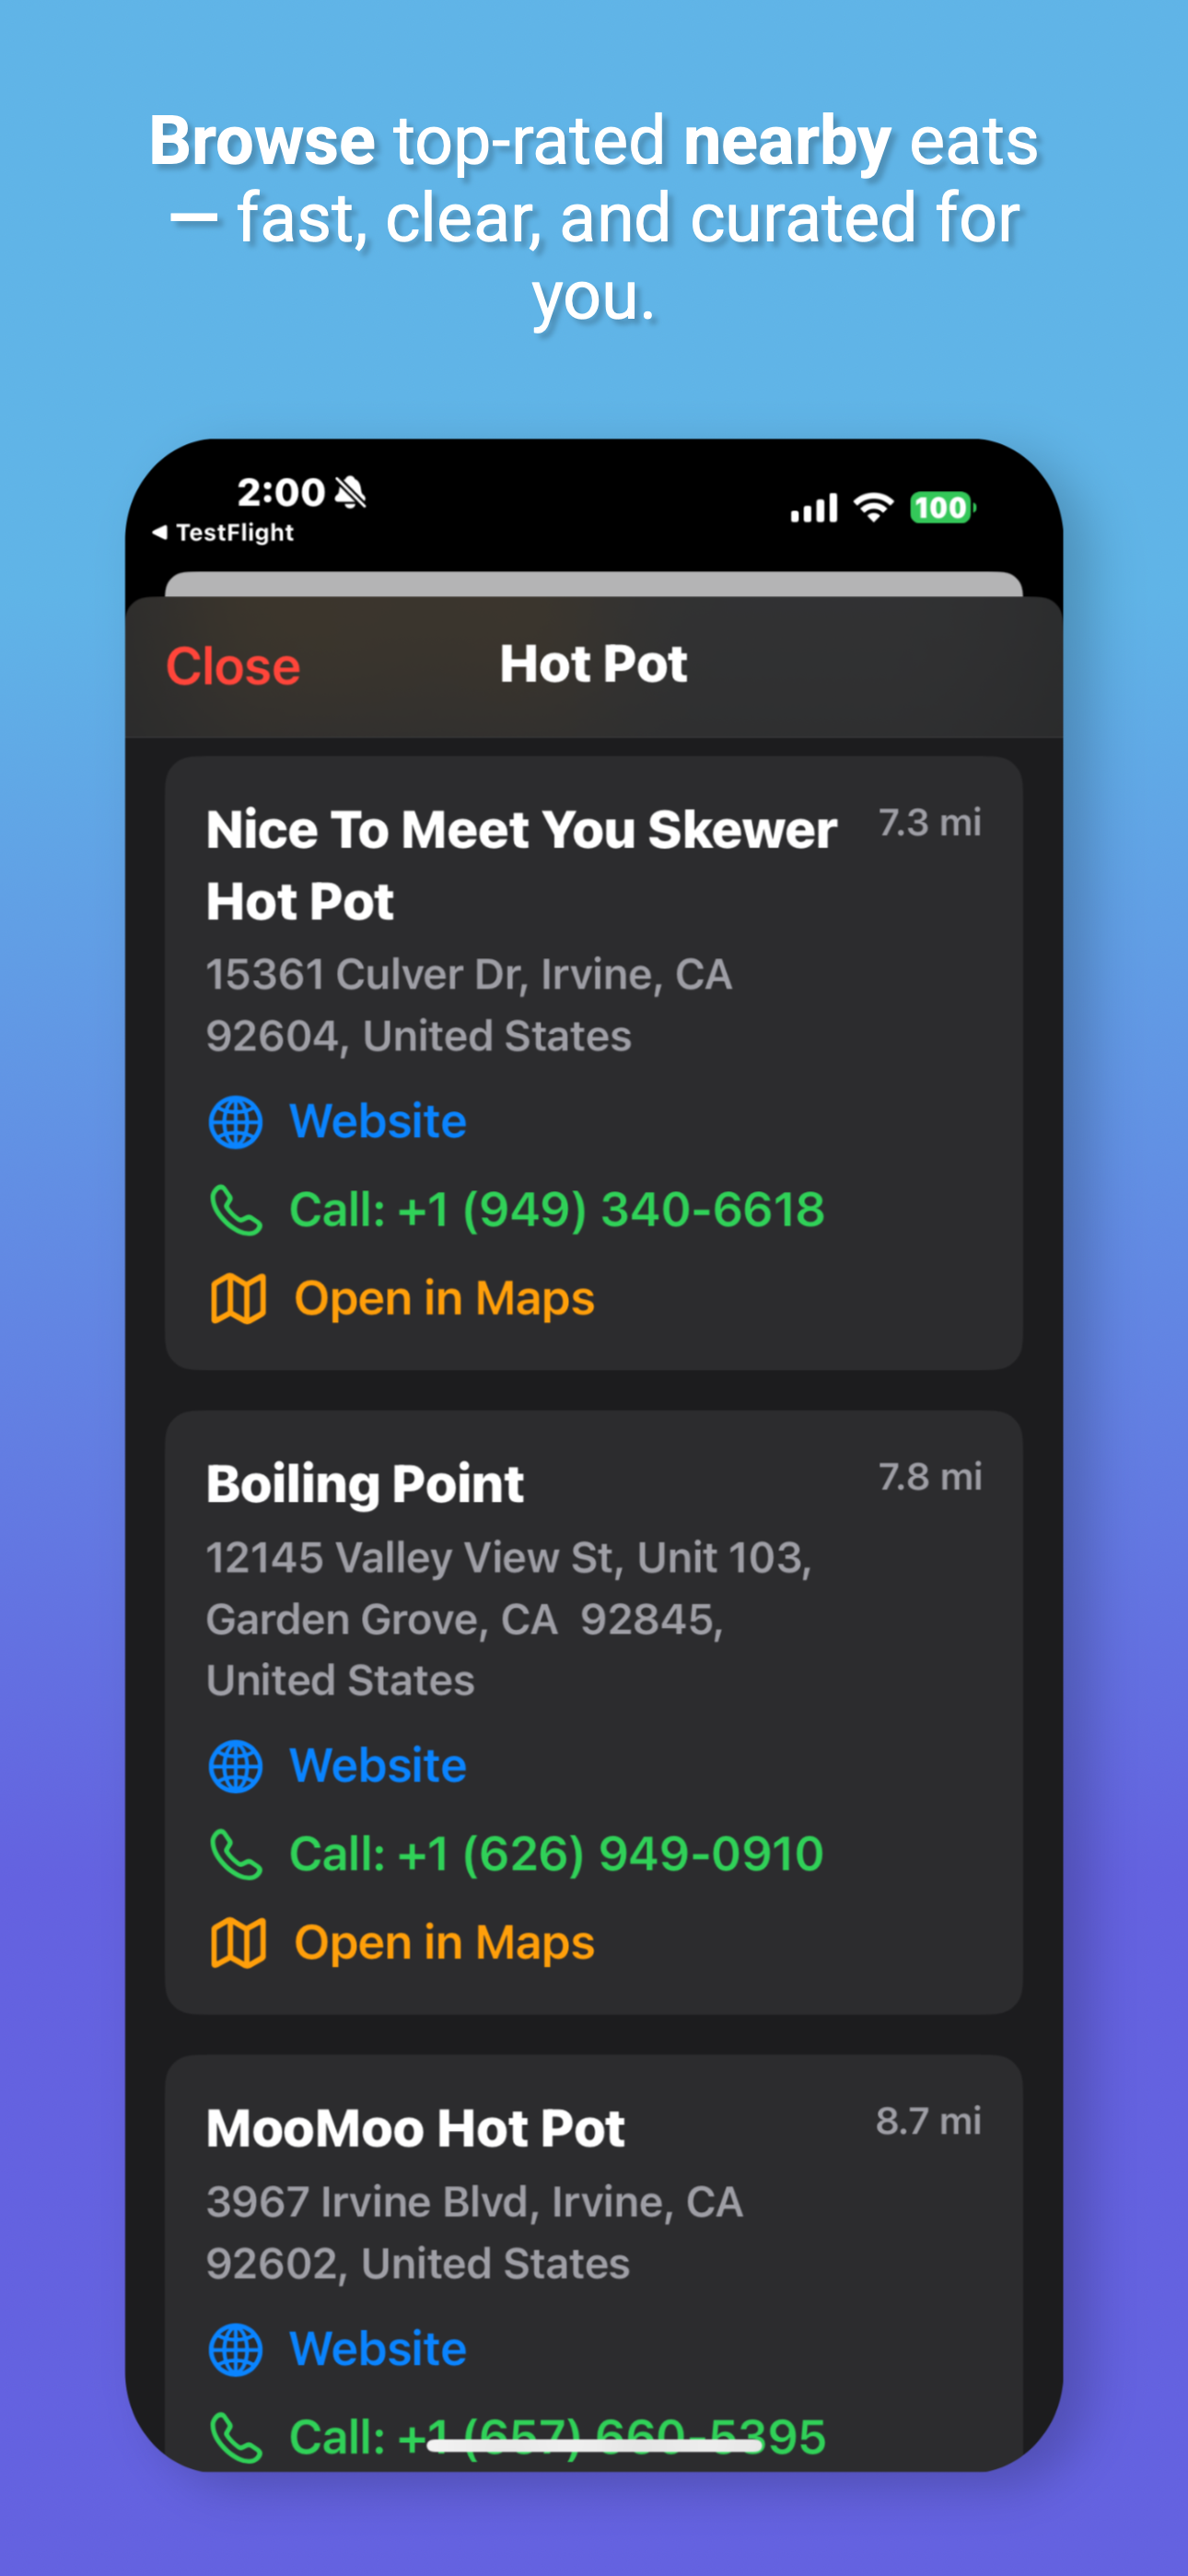 Browse top-rated nearby eats
— fast, clear, and curated for
you.
2:00
100
◀ TestFlight
Close
Hot Pot
Nice To Meet You Skewer
Hot Pot
7.3 mi
15361 Culver Dr, Irvine, CA
92604, United States
Website
Call: +1 (949) 340-6618
Open in Maps
Boiling Point
7.8 mi
12145 Valley View St, Unit 103,
Garden Grove, CA  92845,
United States
Website
Call: +1 (626) 949-0910
Open in Maps
MooMoo Hot Pot
8.7 mi
3967 Irvine Blvd, Irvine, CA
92602, United States
Website
Call: +1 (657) 660-5395